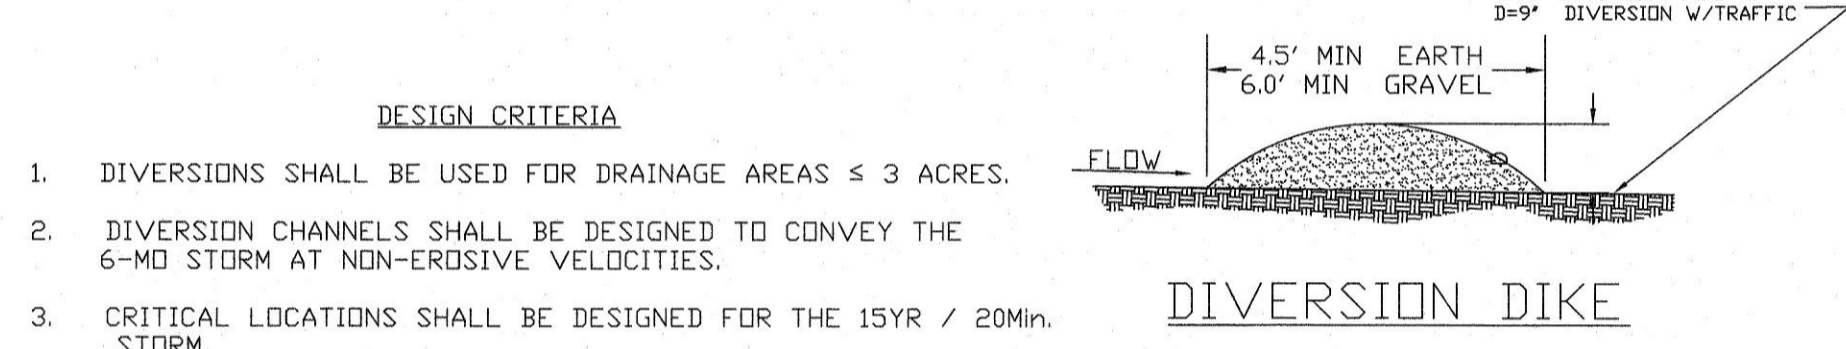 DESIGN CRITERIA
1. DIVERSIONS SHALL BE USED FOR DRAINAGE AREAS ≤ 3 ACRES.
2. DIVERSION CHANNELS SHALL BE DESIGNED TO CONVEY THE
6-MO STORM AT NON-EROSIVE VELOCITIES.
3. CRITICAL LOCATIONS SHALL BE DESIGNED FOR THE 15YR / 20Min.
STORM
D=9" DIVERSION W/TRAFFIC
4.5' MIN EARTH
6.0' MIN GRAVEL
FLOW
DIVERSION DIKE